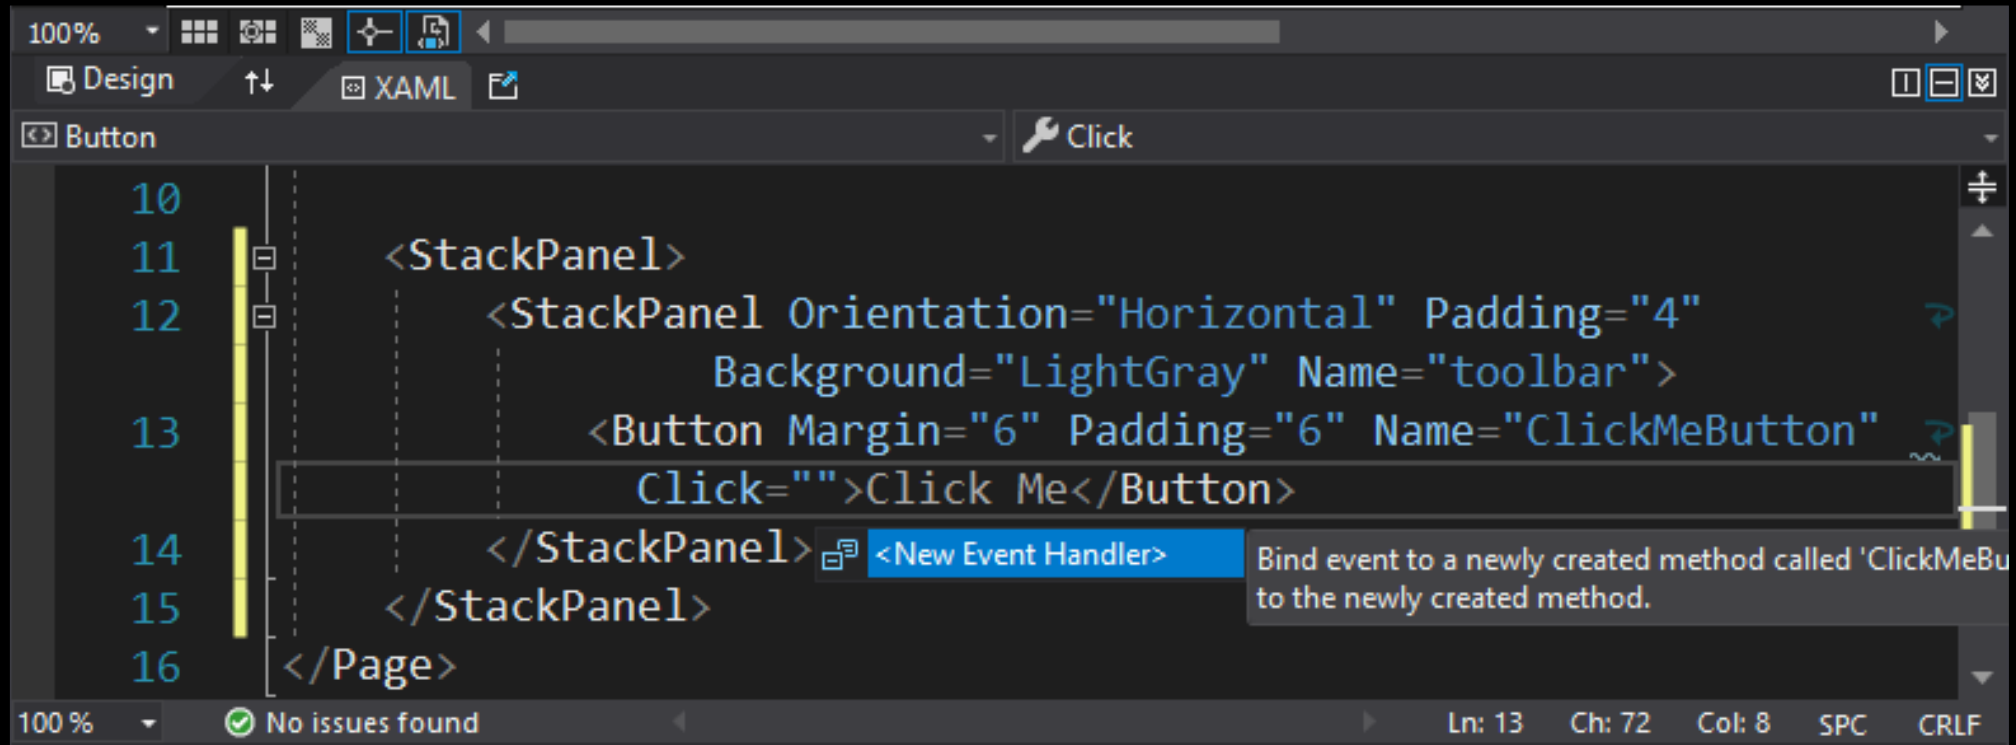 100%
Design XAML
Button Click
10
11 <StackPanel>
12 <StackPanel Orientation="Horizontal" Padding="4"
Background="LightGray" Name="toolbar">
13 <Button Margin="6" Padding="6" Name="ClickMeButton"
Click="">Click Me</Button>
14 </StackPanel>
<New Event Handler>
Bind event to a newly created method called 'ClickMeBu
to the newly created method.
15 </StackPanel>
16 </Page>
100 % No issues found Ln: 13 Ch: 72 Col: 8 SPC CRLF